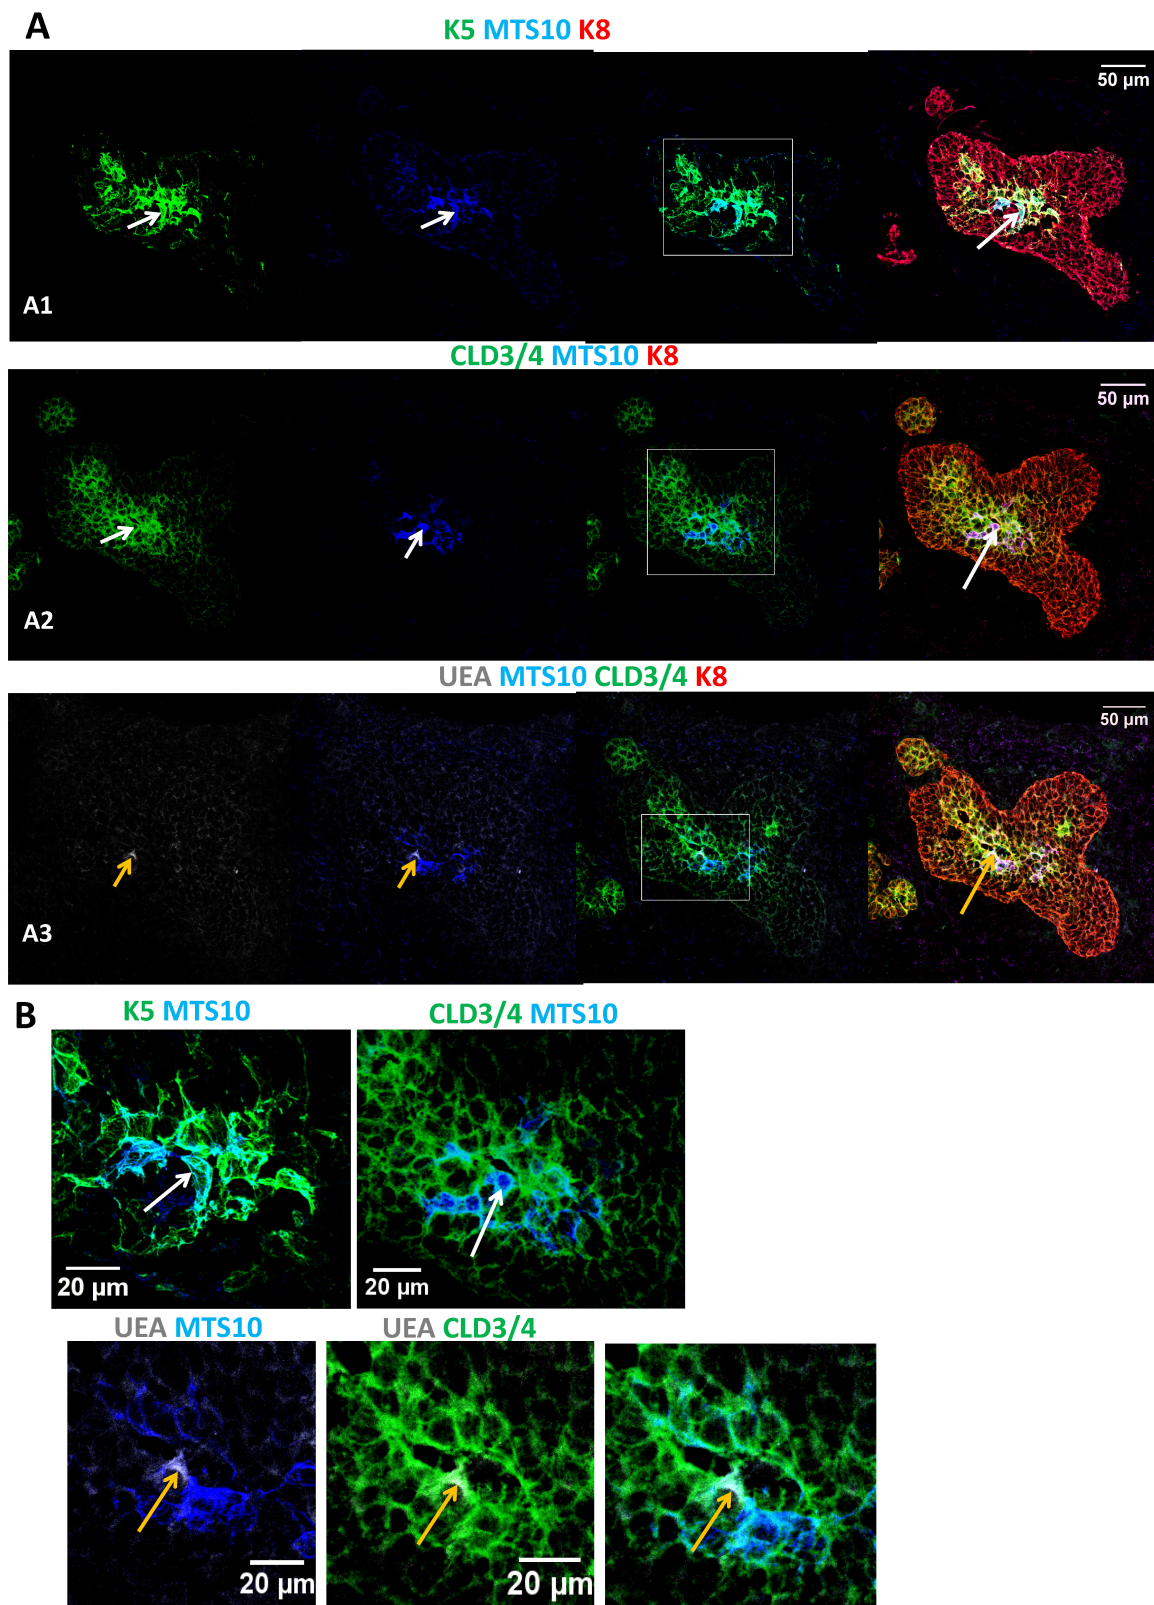 A
K5 MTS10 K8
50 µm
A1
CLD3/4 MTS10 K8
50 µm
A2
UEA MTS10 CLD3/4 K8
50 µm
A3
B
K5 MTS10
CLD3/4 MTS10
20 µm
20 µm
UEA MTS10
UEA CLD3/4
20 µm
20 µm